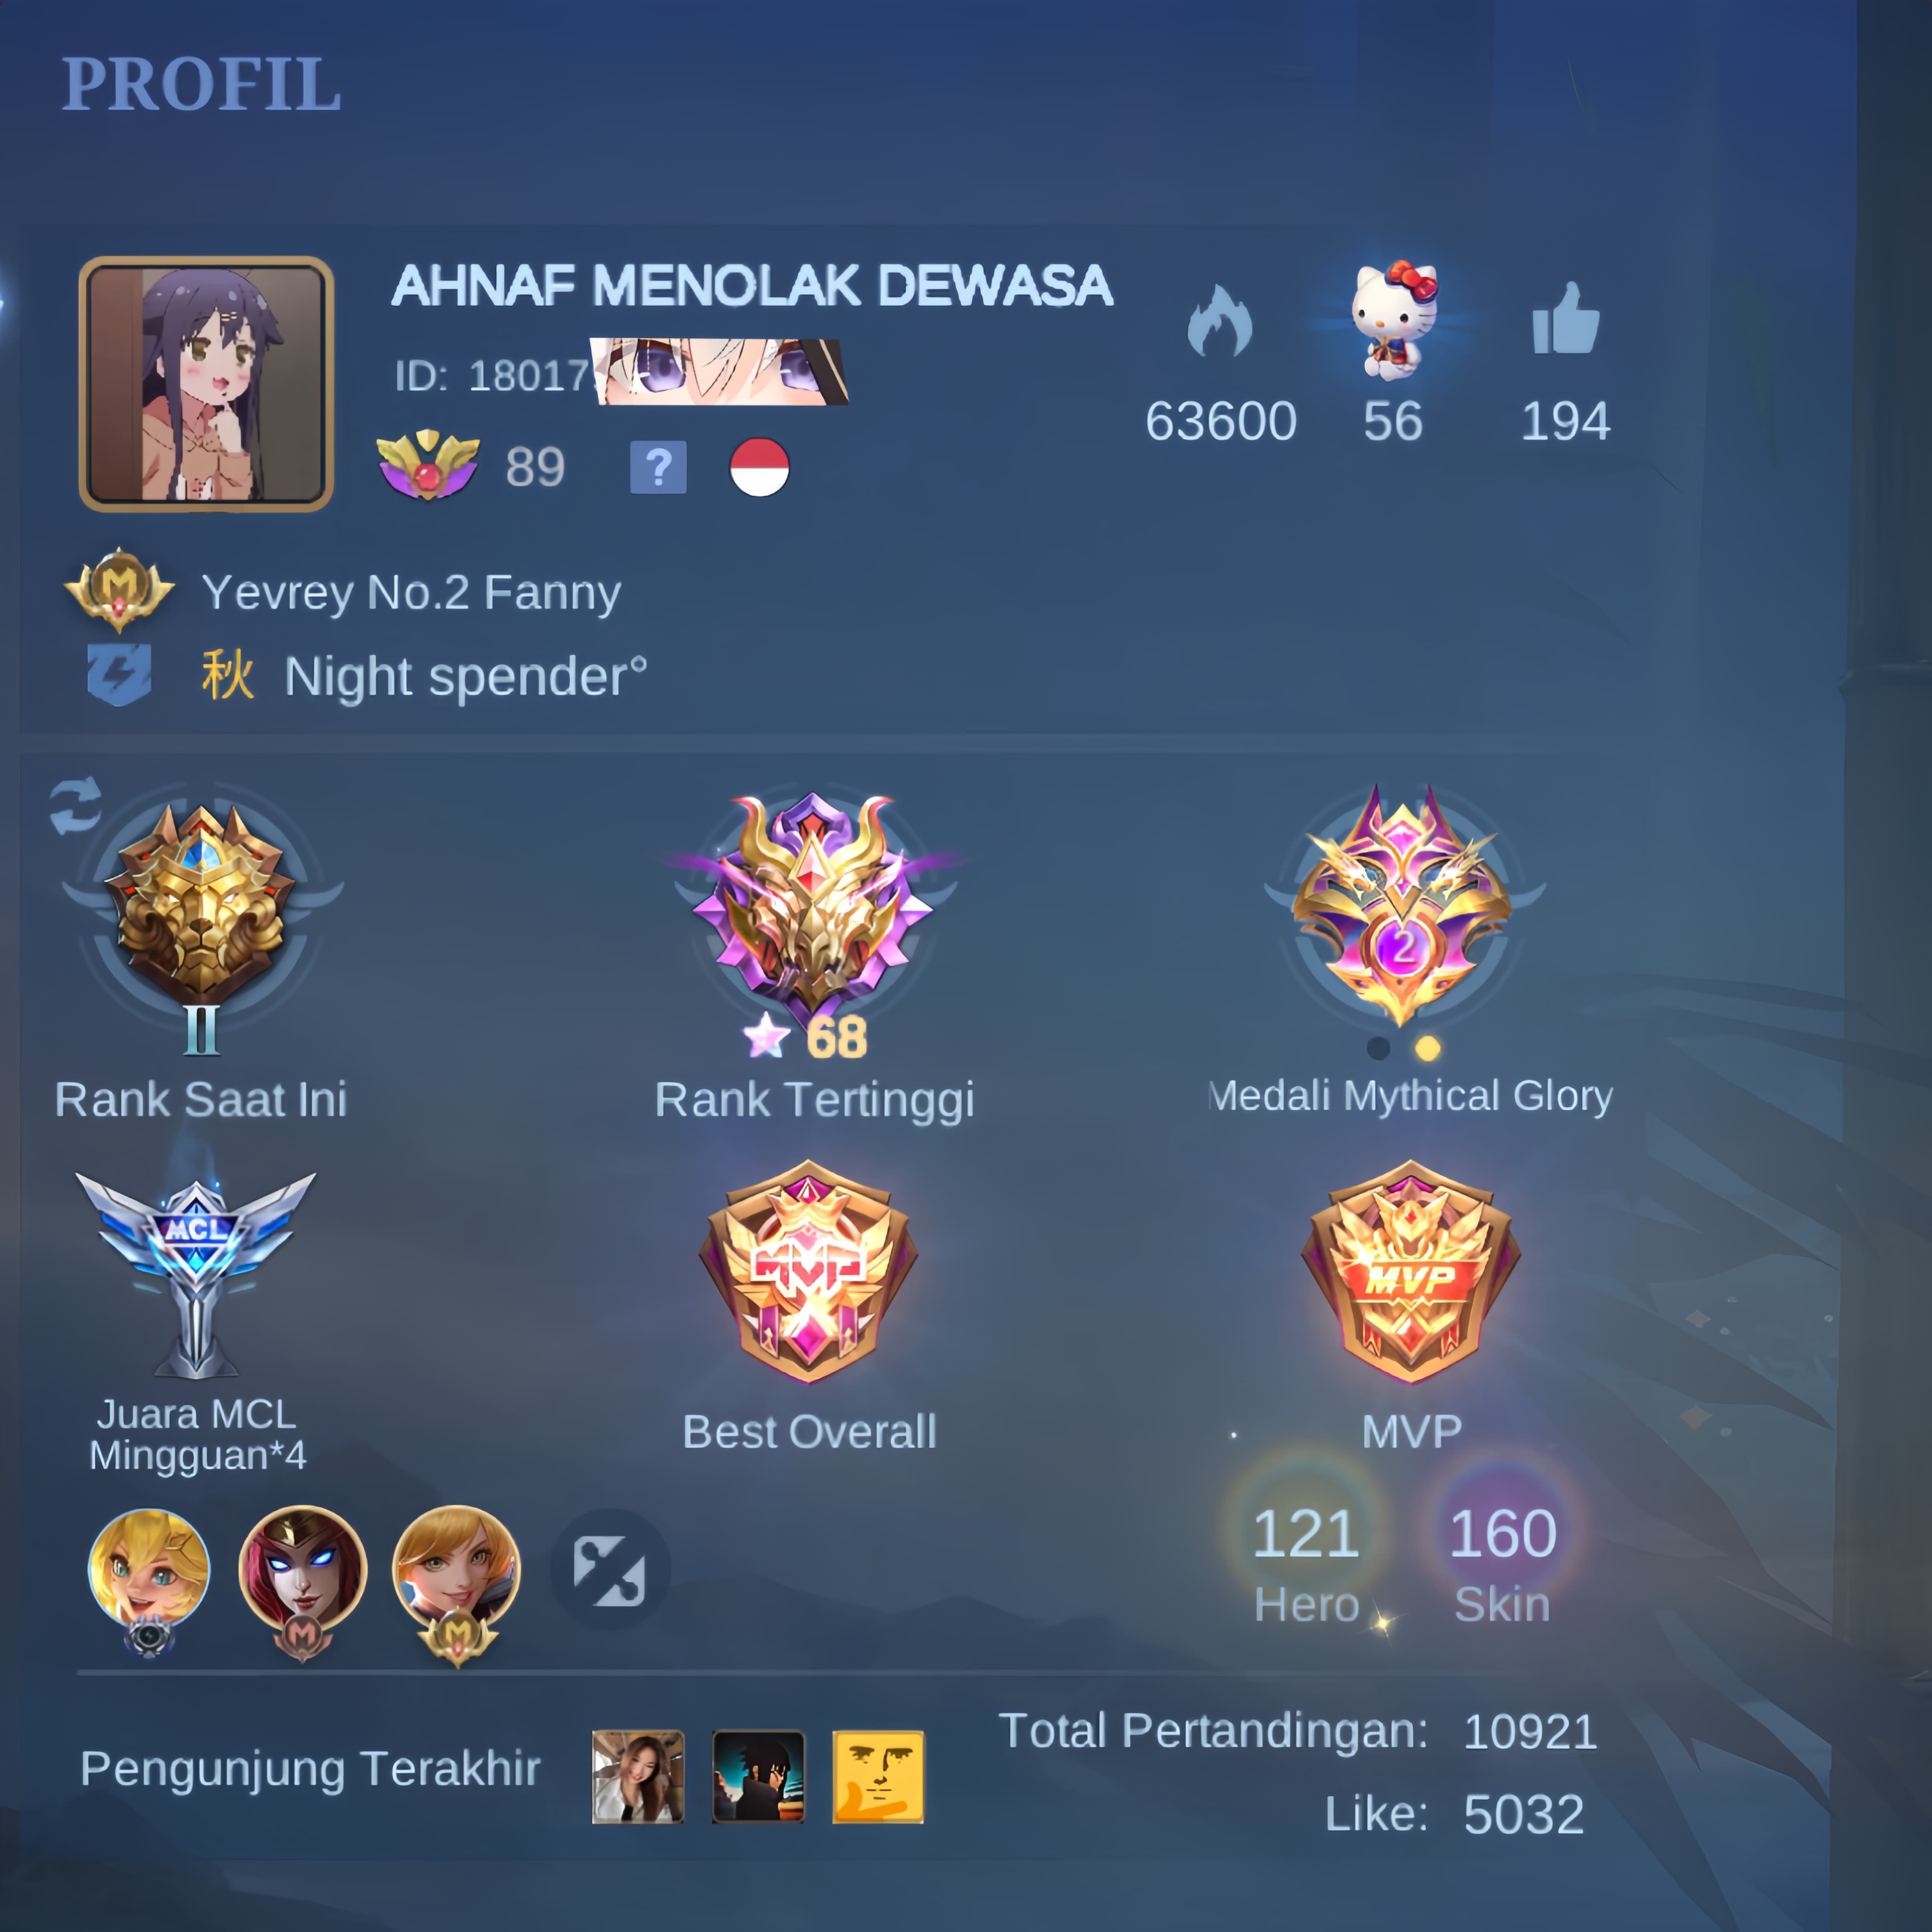 PROFIL
AHNAF MENOLAK DEWASA
ID: 18017
63600
56
194
89
?
M
Yevrey No.2 Fanny
秋 Night spender°
II
68
2
Rank Saat Ini
Rank Tertinggi
Medali Mythical Glory
MCL
MVP
MVP
Juara MCL
Mingguan*4
Best Overall
MVP
121
160
Hero
Skin
M
M
Pengunjung Terakhir
Total Pertandingan: 10921
Like: 5032